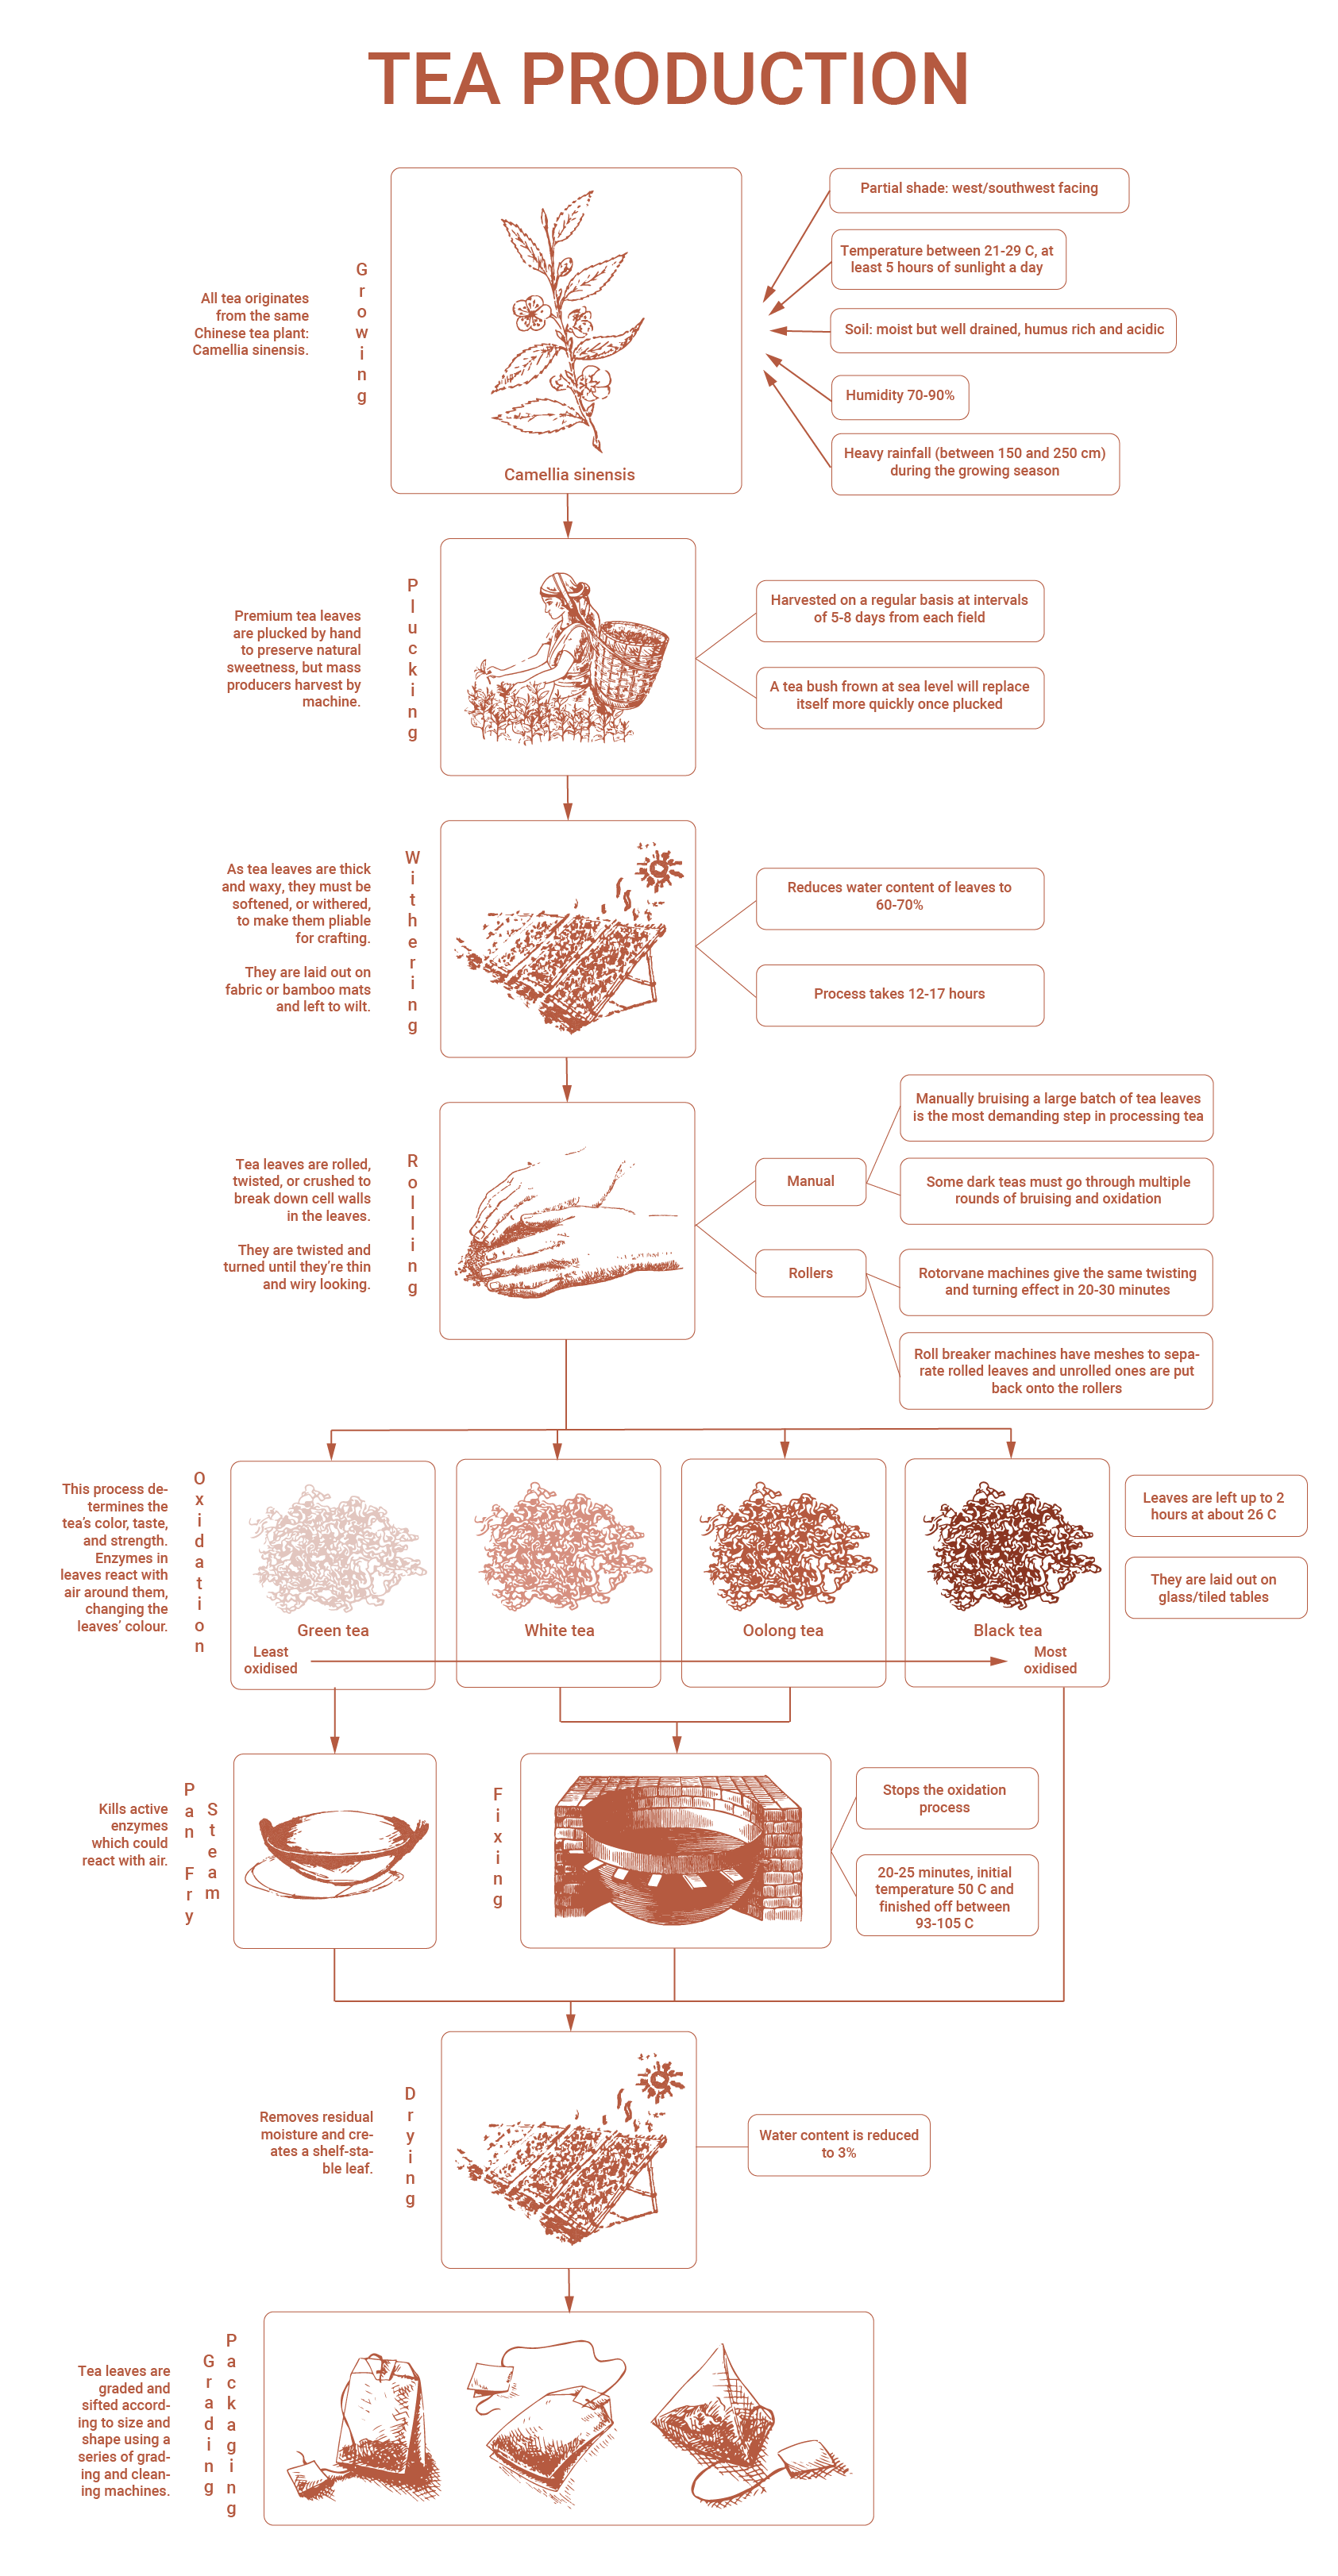 TEA PRODUCTION
All tea originates
from the same
Chinese tea plant:
Camellia sinensis.
Growing
Camellia sinensis
Partial shade: west/southwest facing
Temperature between 21-29 C, at
least 5 hours of sunlight a day
Soil: moist but well drained, humus rich and acidic
Humidity 70-90%
Heavy rainfall (between 150 and 250 cm)
during the growing season
Premium tea leaves
are plucked by hand
to preserve natural
sweetness, but mass
producers harvest by
machine.
Plucking
Harvested on a regular basis at intervals
of 5-8 days from each field
A tea bush frown at sea level will replace
itself more quickly once plucked
As tea leaves are thick
and waxy, they must be
softened, or withered,
to make them pliable
for crafting.
They are laid out on
fabric or bamboo mats
and left to wilt.
Withering
Reduces water content of leaves to
60-70%
Process takes 12-17 hours
Tea leaves are rolled,
twisted, or crushed to
break down cell walls
in the leaves.
They are twisted and
turned until they're thin
and wiry looking.
Rolling
Manual
Manually bruising a large batch of tea leaves
is the most demanding step in processing tea
Some dark teas must go through multiple
rounds of bruising and oxidation
Rollers
Rotorvane machines give the same twisting
and turning effect in 20-30 minutes
Roll breaker machines have meshes to sepa-
rate rolled leaves and unrolled ones are put
back onto the rollers
This process de-
termines the
tea's color, taste,
and strength.
Enzymes in
leaves react with
air around them,
changing the
leaves' colour.
Oxidation
Green tea
White tea
Oolong tea
Black tea
Least
oxidised
Most
oxidised
Leaves are left up to 2
hours at about 26 C
They are laid out on
glass/tiled tables
Kills active
enzymes
which could
react with air.
Pan Fry
Steam
Fixing
Stops the oxidation
process
20-25 minutes, initial
temperature 50 C and
finished off between
93-105 C
Removes residual
moisture and cre-
ates a shelf-sta-
ble leaf.
Drying
Water content is reduced
to 3%
Tea leaves are
graded and
sifted accord-
ing to size and
shape using a
series of grad-
ing and clean-
ing machines.
Grading
Packaging